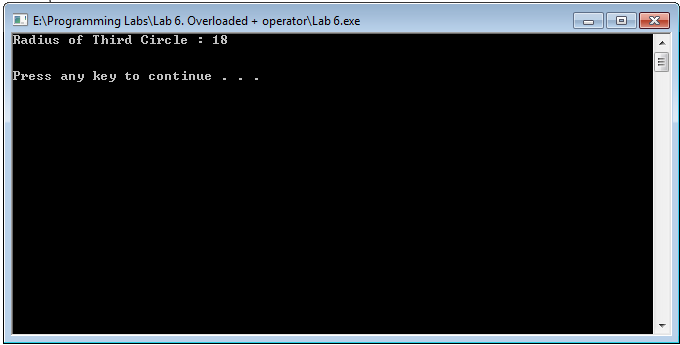 E:\Programming Labs\Lab 6. Overloaded + operator\Lab 6.exe
Radius of Third Circle : 18
Press any key to continue . . .